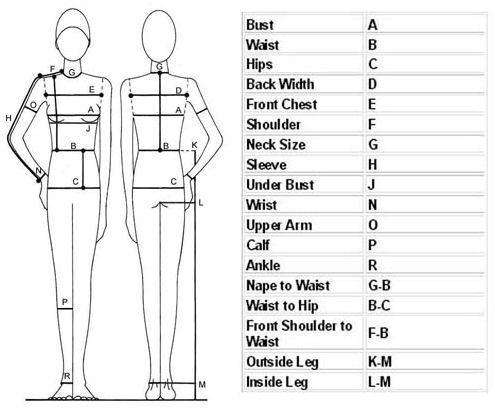 F
G
G
E
D
O
A
A
H
J
B
B
K
N
C
C
L
P
R
M
Bust A
Waist B
Hips C
Back Width D
Front Chest E
Shoulder F
Neck Size G
Sleeve H
Under Bust J
Wrist N
Upper Arm O
Calf P
Ankle R
Nape to Waist G-B
Waist to Hip B-C
Front Shoulder to
Waist F-B
Outside Leg K-M
Inside Leg L-M